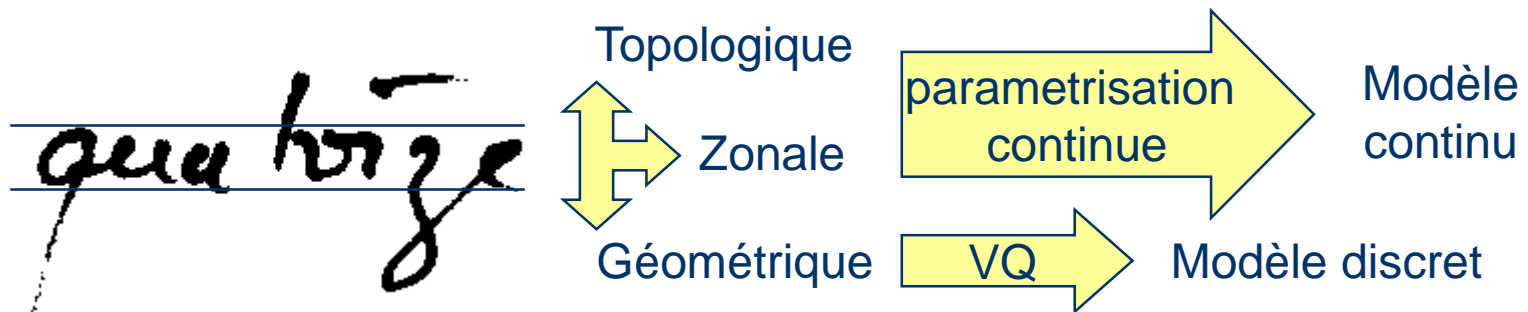 quatorze
Topologique
Zonale
Géométrique
parametrisation
continue
VQ
Modèle
continu
Modèle discret